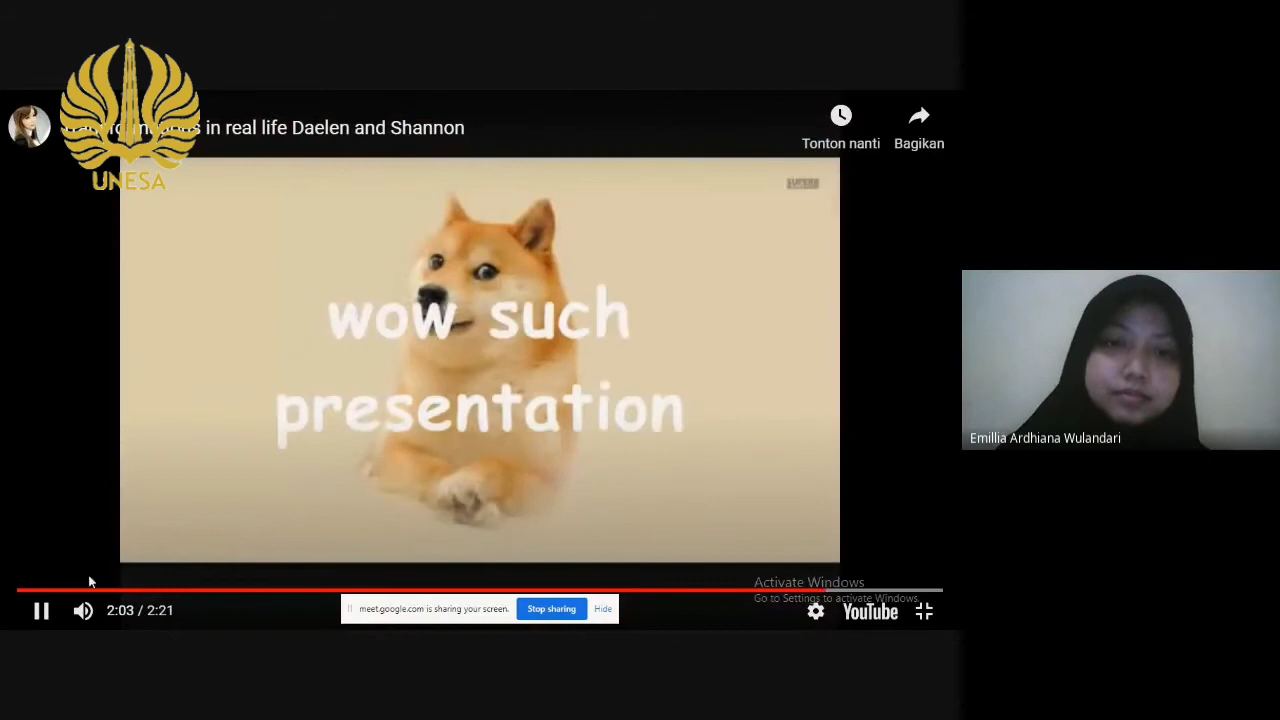 UNESA
in real life Daelen and Shannon
Tonton nanti
Bagikan
wow such
presentation
Emillia Ardhiana Wulandari
Activate Windows
Go to Settings to activate Windows.
2:03 / 2:21
meet.google.com is sharing your screen.
Stop sharing
Hide
YouTube